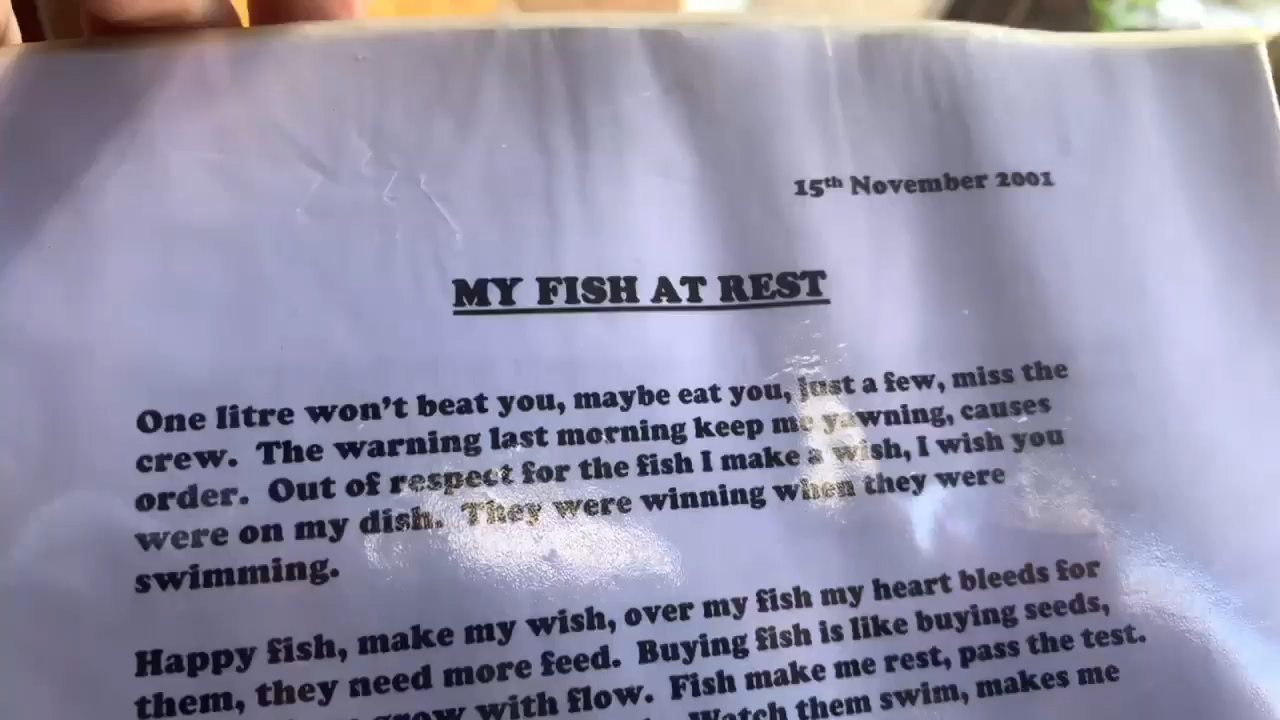 15th November 2001
MY FISH AT REST
One litre won't beat you, maybe eat you, just a few, miss the
crew. The warning last morning keep me yawning, causes
order. Out of respect for the fish I make a wish, I wish you
were on my dish. They were winning when they were
swimming.
Happy fish, make my wish, over my fish my heart bleeds for
them, they need more feed. Buying fish is like buying seeds,
grow with flow. Fish make me rest, pass the test.
Watch them swim, makes me